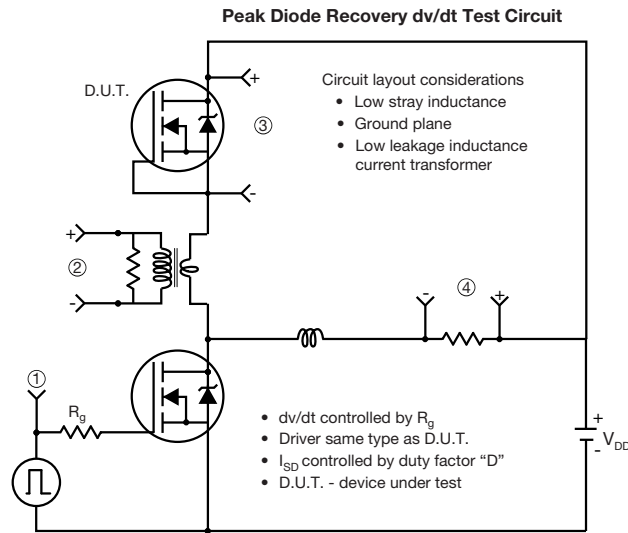 Peak Diode Recovery dv/dt Test Circuit
D.U.T.
+
③
-
Circuit layout considerations
• Low stray inductance
• Ground plane
• Low leakage inductance
current transformer
+
②
-
-
④
+
①
Rg
• dv/dt controlled by Rg
• Driver same type as D.U.T.
• ISD controlled by duty factor “D”
• D.U.T. - device under test
+
VDD
-